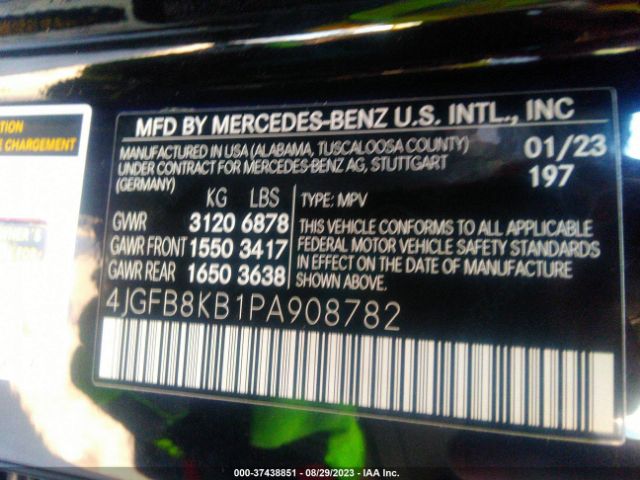 MFD BY MERCEDES-BENZ U.S. INTL., INC
MANUFACTURED IN USA (ALABAMA, TUSCALOOSA COUNTY) 01/23
UNDER CONTRACT FOR MERCEDES-BENZ AG, STUTTGART 197
(GERMANY)
KG LBS
TYPE: MPV
GVWR 3120 6878
GAWR FRONT 1550 3417
GAWR REAR 1650 3638
THIS VEHICLE CONFORMS TO ALL APPLICABLE
FEDERAL MOTOR VEHICLE SAFETY STANDARDS
IN EFFECT ON THE DATE OF MANUFACTURE
SHOWN ABOVE.
4JGFB8KB1PA908782
CHARGEMENT
000-37438851 | 08/29/2023 | IAA Inc.